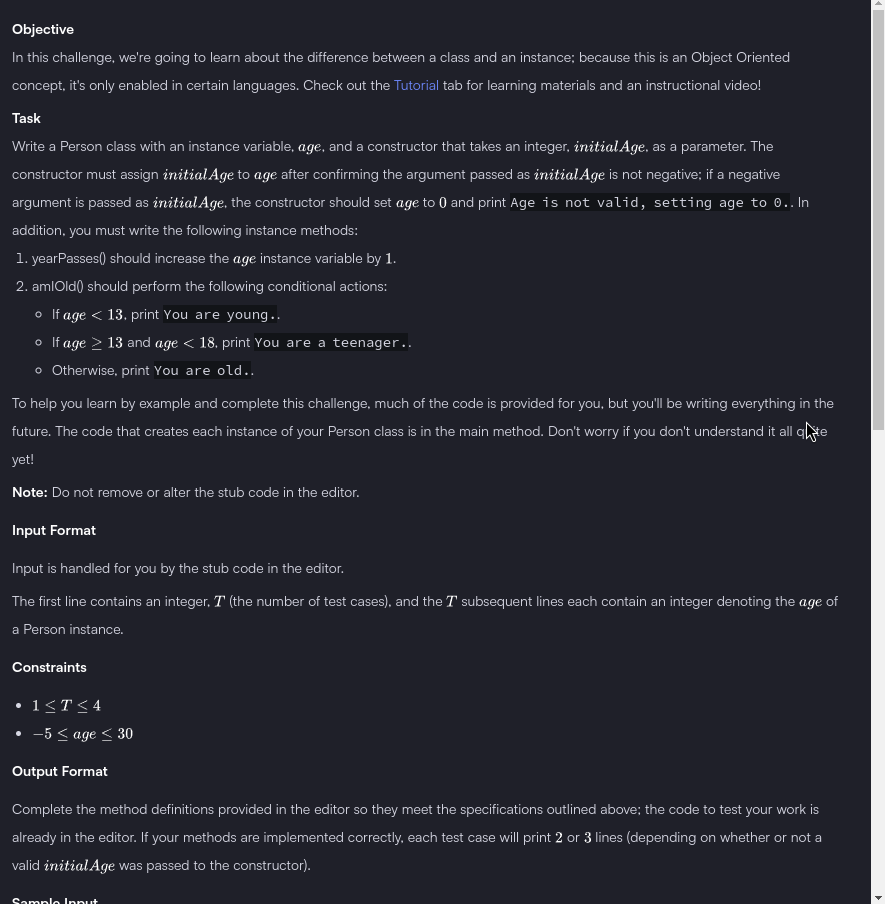 Objective
In this challenge, we're going to learn about the difference between a class and an instance; because this is an Object Oriented
concept, it's only enabled in certain languages. Check out the Tutorial tab for learning materials and an instructional video!
Task
Write a Person class with an instance variable, age, and a constructor that takes an integer, initialAge, as a parameter. The
constructor must assign initialAge to age after confirming the argument passed as initialAge is not negative; if a negative
argument is passed as initialAge, the constructor should set age to 0 and print Age is not valid, setting age to 0.. In
addition, you must write the following instance methods:
1. yearPasses() should increase the age instance variable by 1.
2. amIOld() should perform the following conditional actions:
◦ If age < 13, print You are young..
◦ If age ≥ 13 and age < 18, print You are a teenager..
◦ Otherwise, print You are old..
To help you learn by example and complete this challenge, much of the code is provided for you, but you'll be writing everything in the
future. The code that creates each instance of your Person class is in the main method. Don't worry if you don't understand it all quite
yet!
Note: Do not remove or alter the stub code in the editor.
Input Format
Input is handled for you by the stub code in the editor.
The first line contains an integer, T (the number of test cases), and the T subsequent lines each contain an integer denoting the age of
a Person instance.
Constraints
• 1 ≤ T ≤ 4
• −5 ≤ age ≤ 30
Output Format
Complete the method definitions provided in the editor so they meet the specifications outlined above; the code to test your work is
already in the editor. If your methods are implemented correctly, each test case will print 2 or 3 lines (depending on whether or not a
valid initialAge was passed to the constructor).
Sample Input